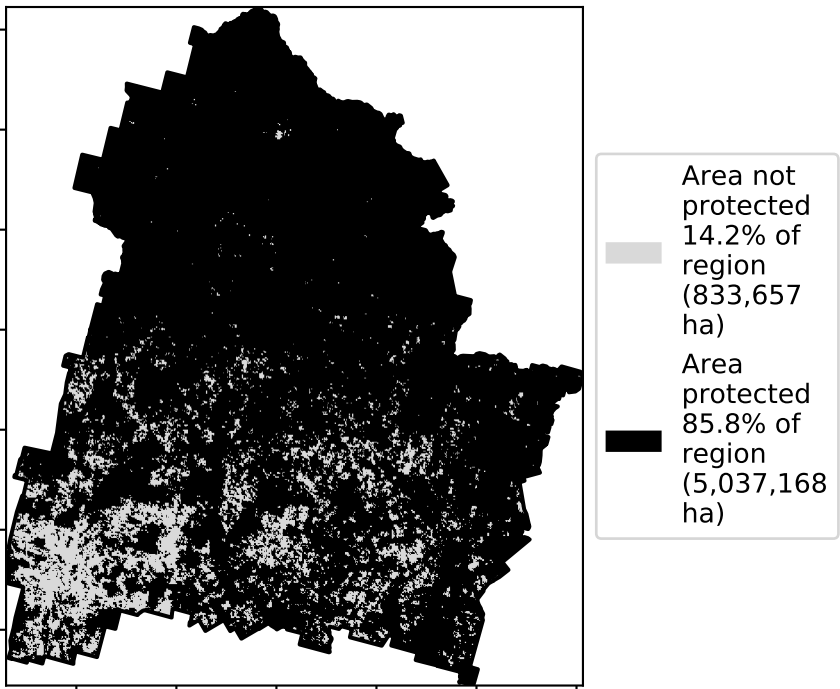 Area not
protected
14.2% of
region
(833,657
ha)
Area
protected
85.8% of
region
(5,037,168
ha)